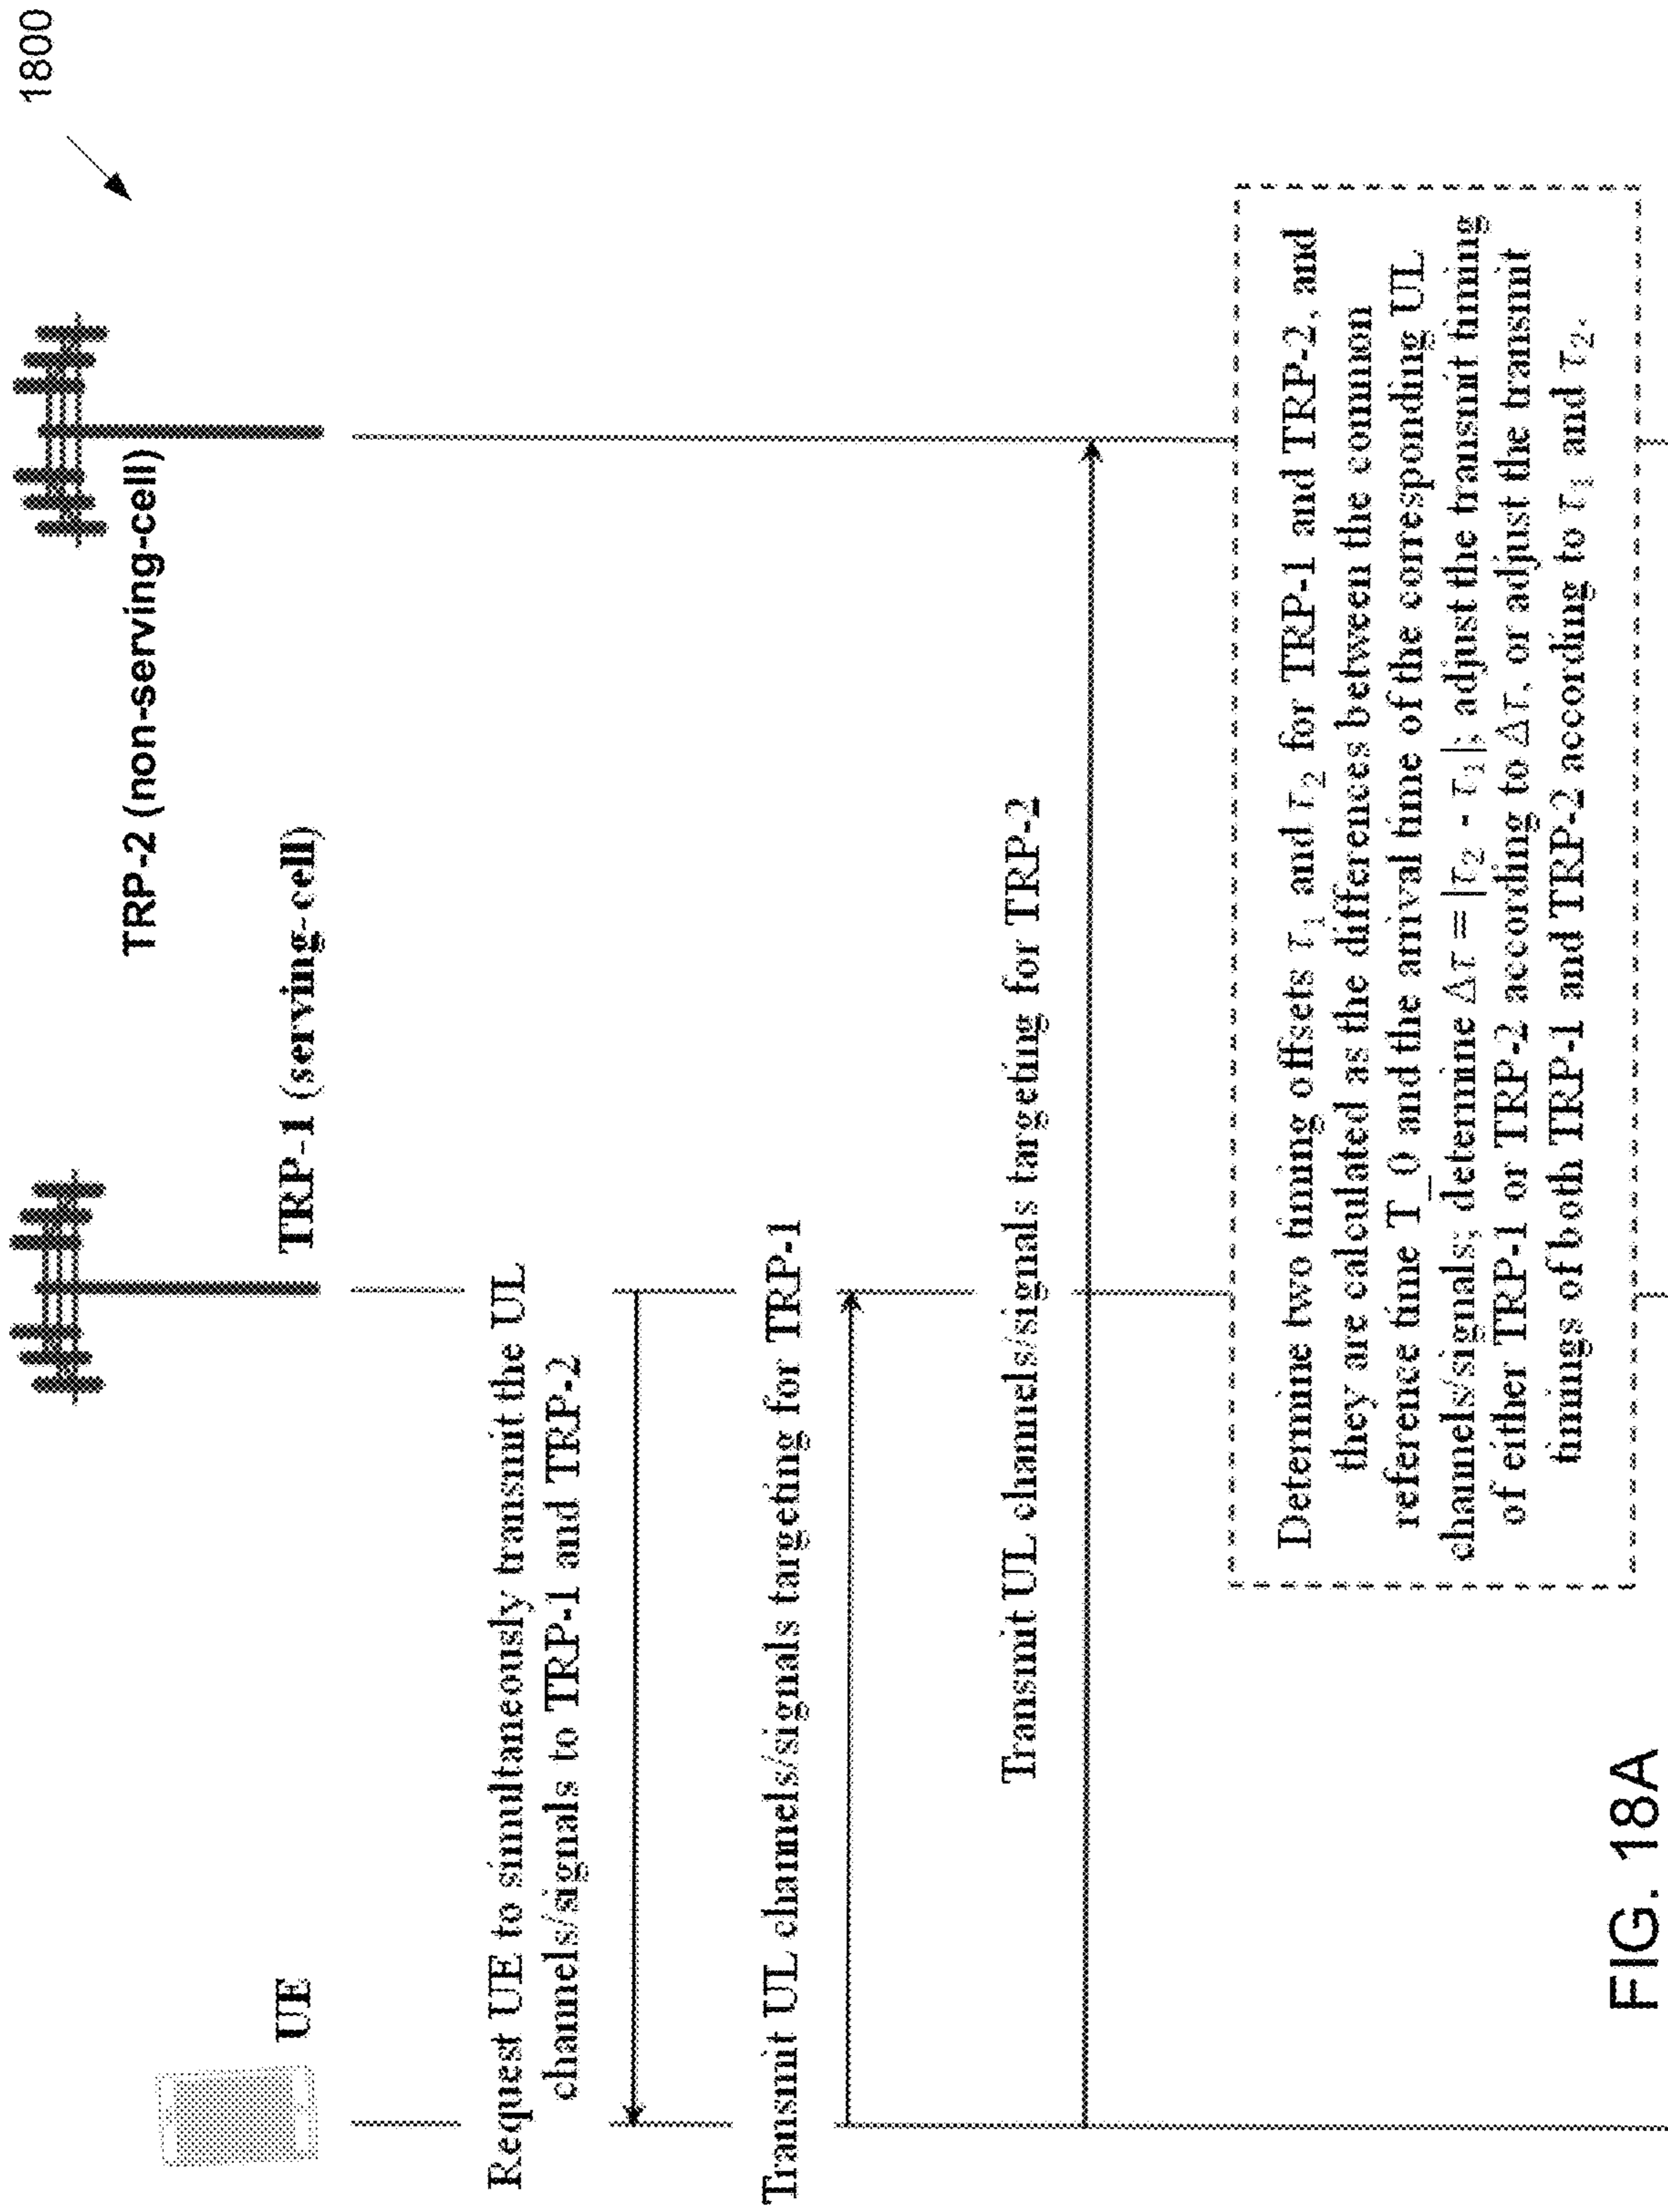 1800
TRP-2 (non-serving-cell)
TRP-1 (serving-cell)
UE
Request UE to simultaneously transmit the UL
channels/signals to TRP-1 and TRP-2
Transmit UL channels/signals targeting for TRP-1
Transmit UL channels/signals targeting for TRP-2
Determine two timing offsets τ₁ and τ₂ for TRP-1 and TRP-2, and
they are calculated as the differences between the common
reference time T_0 and the arrival time of the corresponding UL
channels/signals; determine Δτ = |τ₂ - τ₁|; adjust the transmit timing
of either TRP-1 or TRP-2 according to Δτ, or adjust the transmit
timings of both TRP-1 and TRP-2 according to τ₁ and τ₂.
FIG. 18A